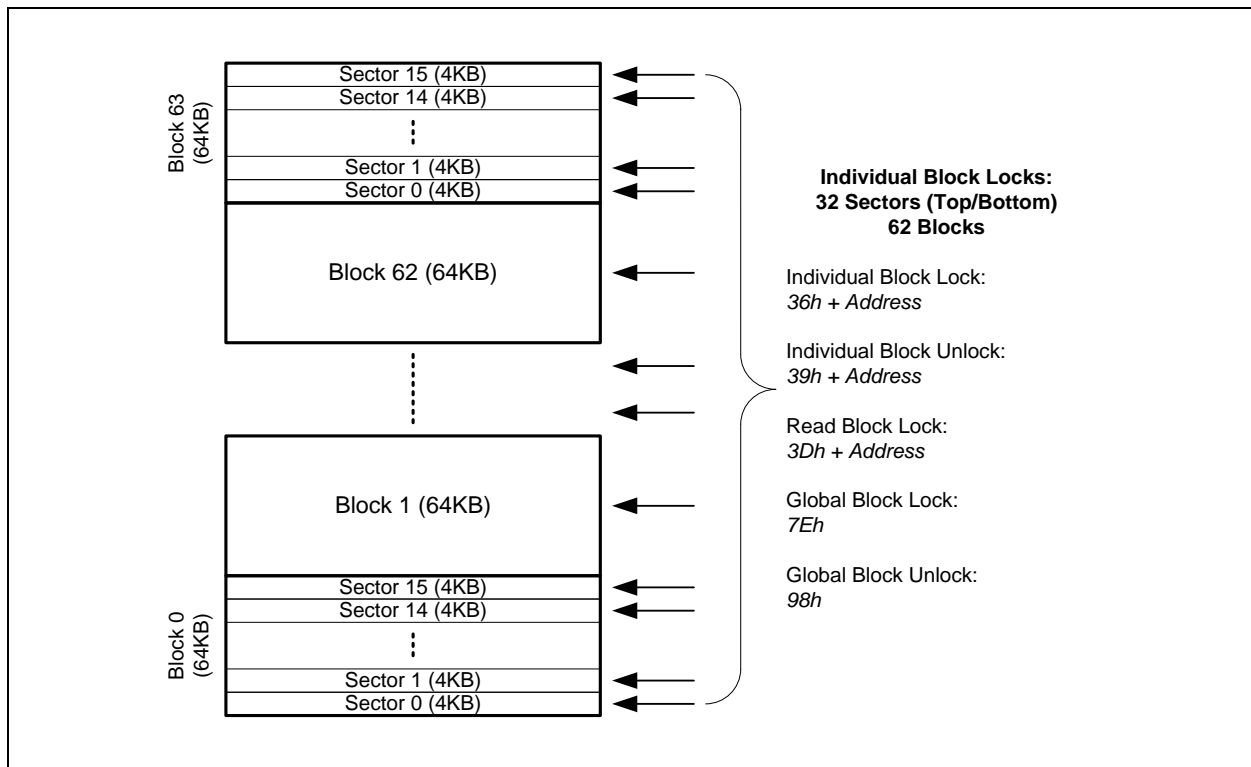 Block 63
(64KB)
Sector 15 (4KB)
Sector 14 (4KB)
Sector 1 (4KB)
Sector 0 (4KB)
Block 62 (64KB)
Block 1 (64KB)
Block 0
(64KB)
Sector 15 (4KB)
Sector 14 (4KB)
Sector 1 (4KB)
Sector 0 (4KB)
Individual Block Locks:
32 Sectors (Top/Bottom)
62 Blocks
Individual Block Lock:
36h + Address
Individual Block Unlock:
39h + Address
Read Block Lock:
3Dh + Address
Global Block Lock:
7Eh
Global Block Unlock:
98h